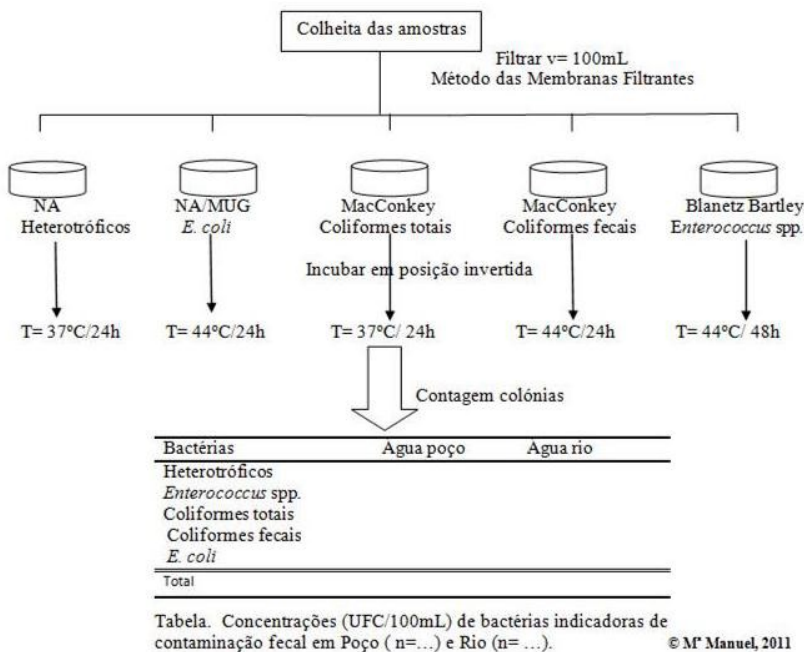 Colheita das amostras
Filtrar v= 100mL
Método das Membranas Filtrantes
NA
Heterotróficos
NA/MUG
E. coli
MacConkey
Coliformes totais
MacConkey
Coliformes fecais
Blanetz Bartley
Enterococcus spp.
Incubar em posição invertida
T= 37ºC/24h
T= 44ºC/24h
T= 37ºC/ 24h
T= 44ºC/24h
T= 44ºC/ 48h
Contagem colónias
Bactérias Agua poço Agua rio
Heterotróficos
Enterococcus spp.
Coliformes totais
Coliformes fecais
E. coli
Total
Tabela. Concentrações (UFC/100mL) de bactérias indicadoras de
contaminação fecal em Poço ( n=...) e Rio (n= ...).
© Mª Manuel, 2011